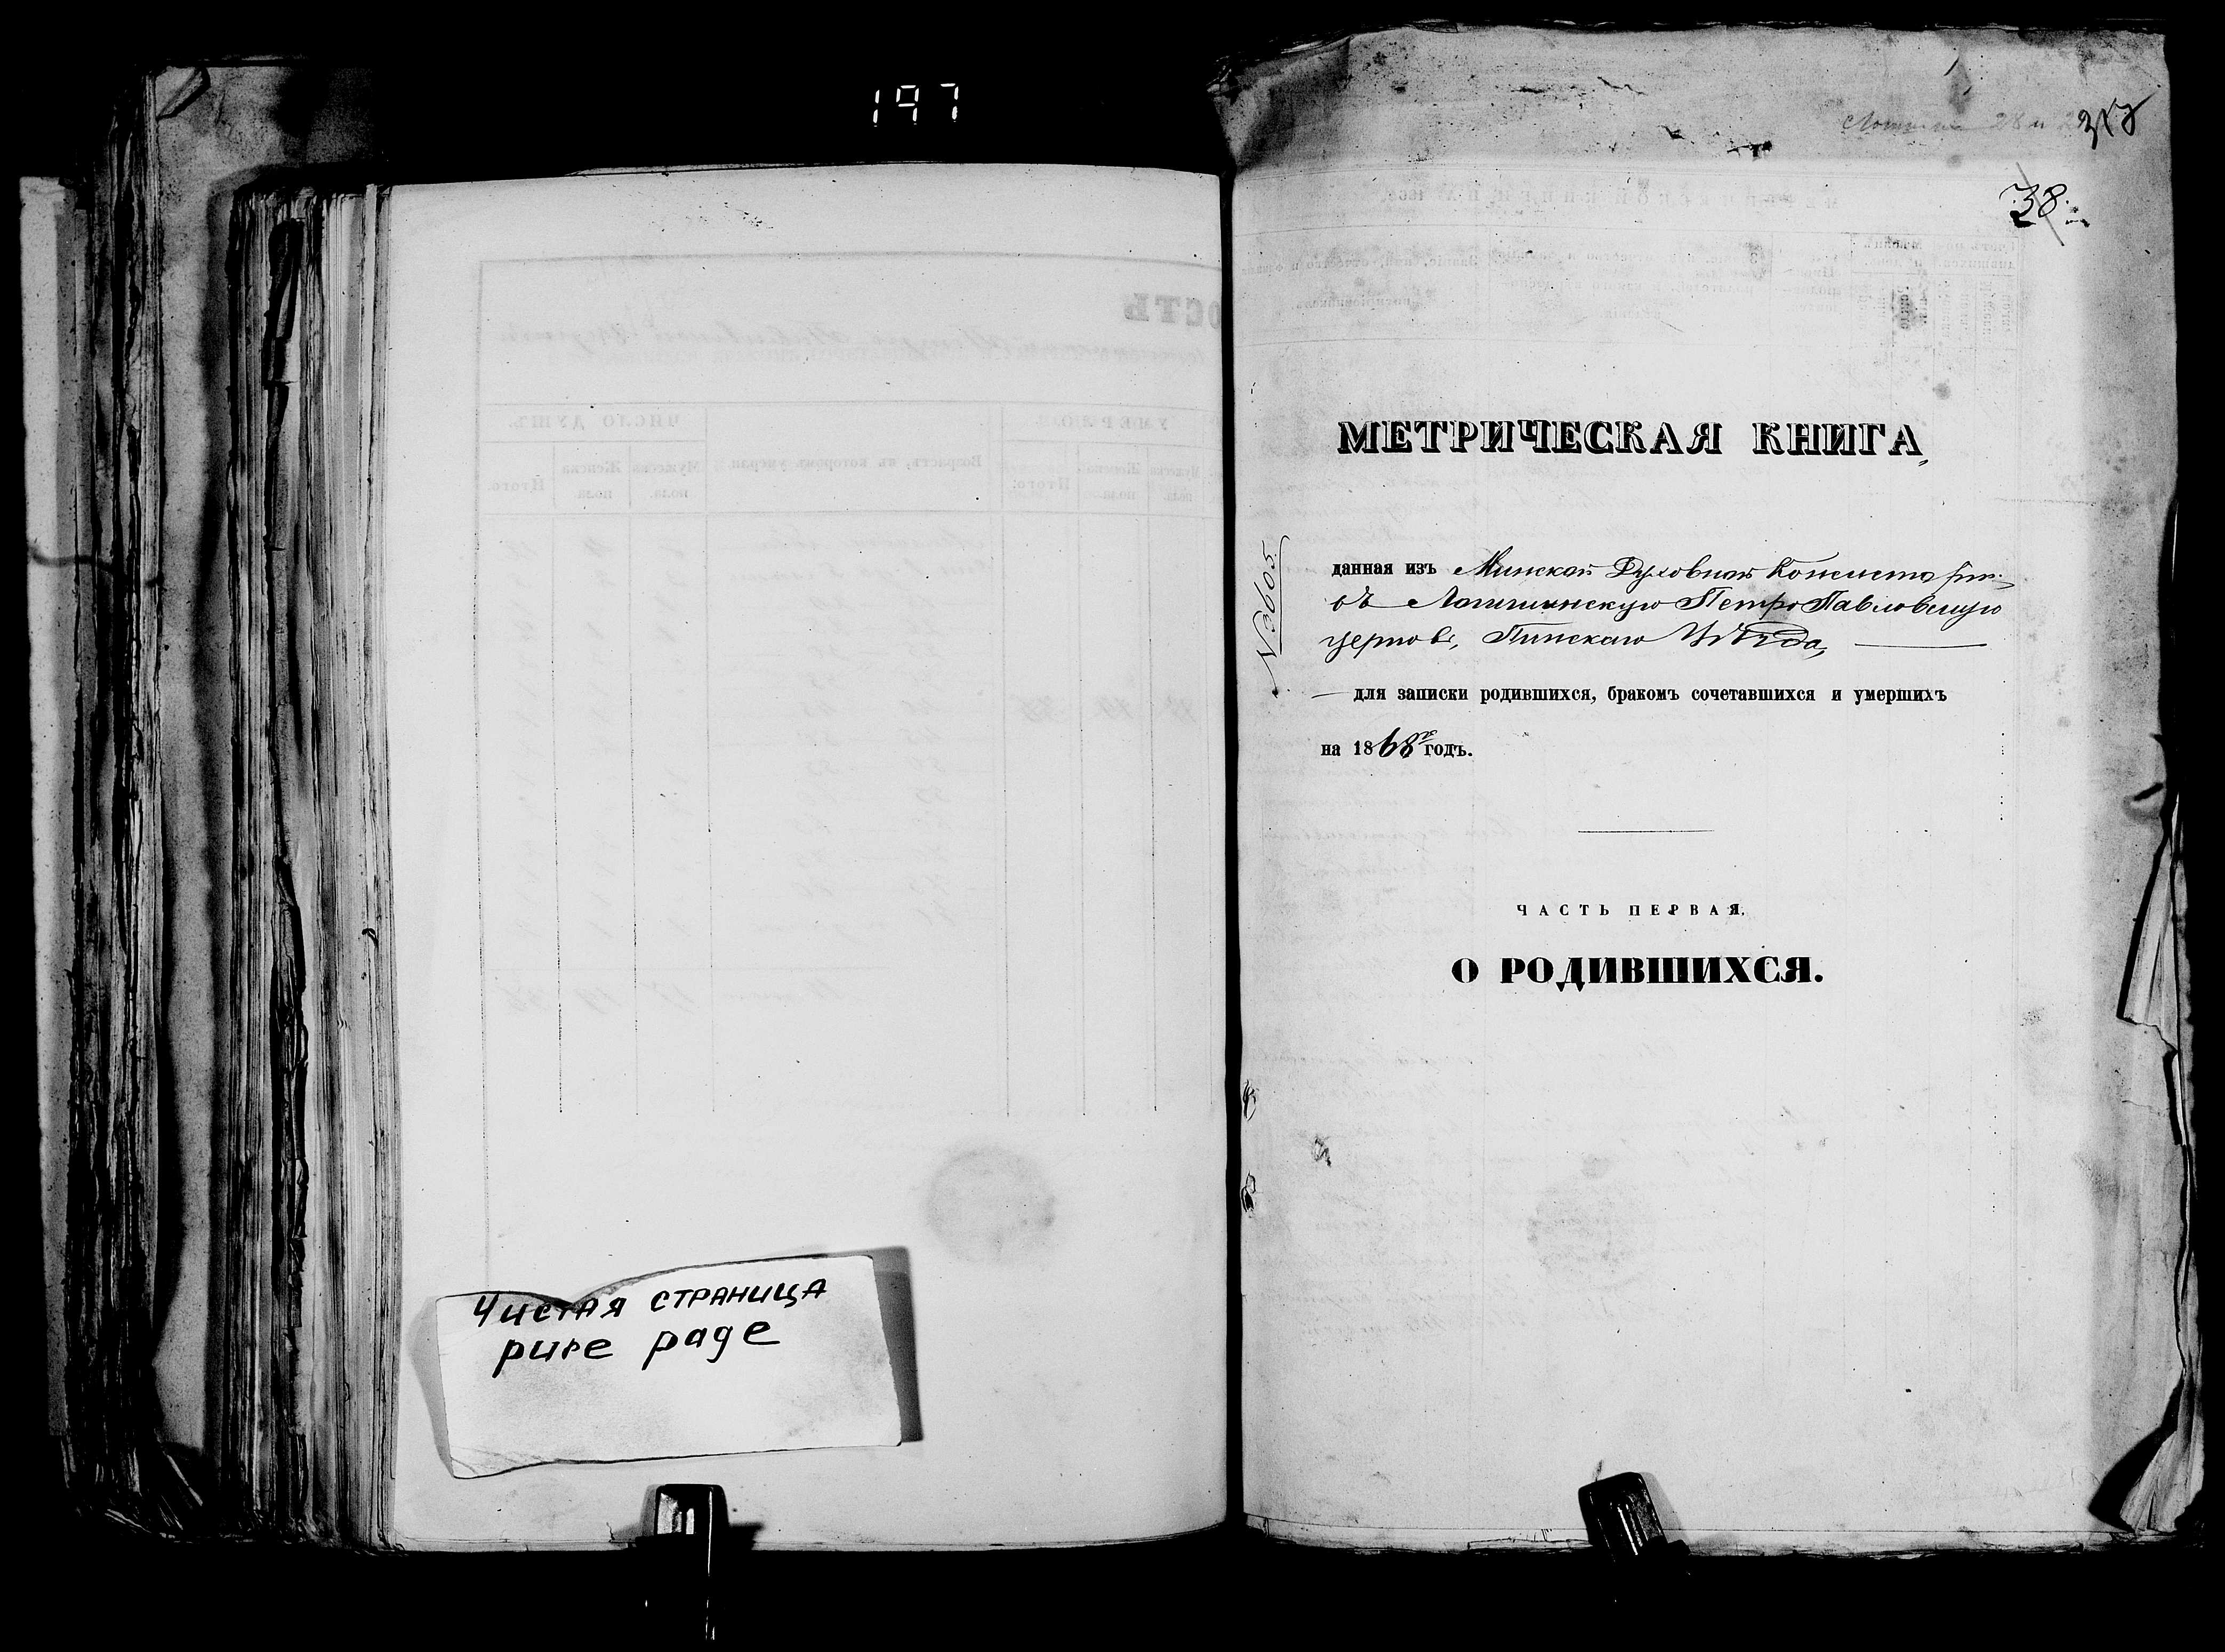 197
Чистая страница
pure page
38.
МЕТРИЧЕСКАЯ КНИГА,
№ 3605.
данная изъ Минской Духовной Консисторіи
въ Логишинскую Петро Павловскую
церковь, Пинскаго Уѣзда,
для записки родившихся, бракомъ сочетавшихся и умершихъ
на 1868й годъ.
ЧАСТЬ ПЕРВАЯ.
О РОДИВШИХСЯ.